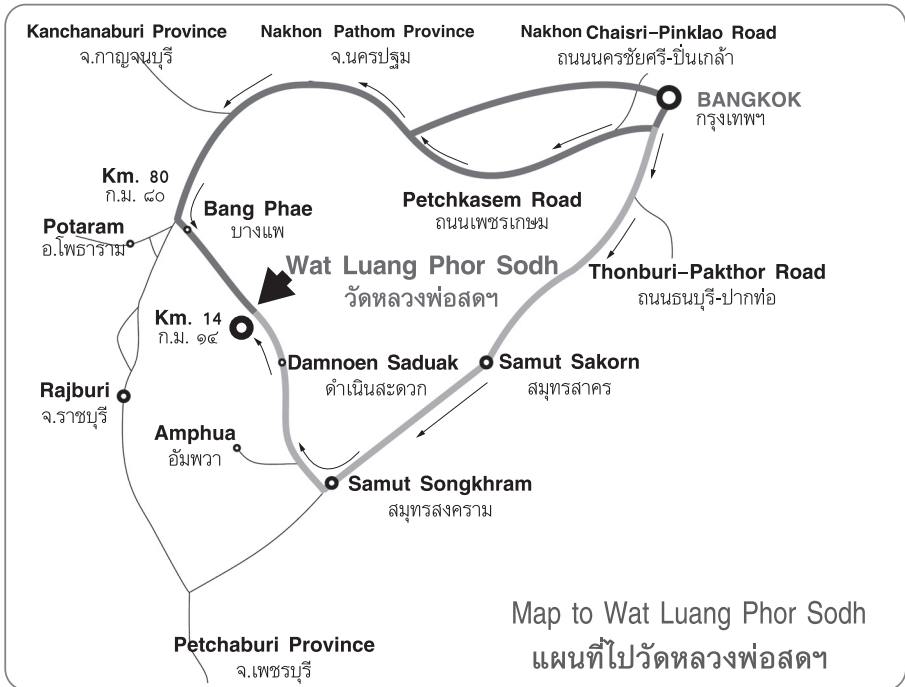 Kanchanaburi Province
จ.กาญจนบุรี
Nakhon Pathom Province
จ.นครปฐม
Nakhon Chaisri-Pinklao Road
ถนนนครชัยศรี-ปิ่นเกล้า
BANGKOK
กรุงเทพฯ
Km. 80
ก.ม. ๘๐
Petchkasem Road
ถนนเพชรเกษม
Potaram
อ.โพธาราม
Bang Phae
บางแพ
Wat Luang Phor Sodh
วัดหลวงพ่อสดฯ
Thonburi-Pakthor Road
ถนนธนบุรี-ปากท่อ
Km. 14
ก.ม. ๑๔
Damnoen Saduak
ดำเนินสะดวก
Samut Sakorn
สมุทรสาคร
Rajburi
จ.ราชบุรี
Amphua
อัมพวา
Samut Songkhram
สมุทรสงคราม
Petchaburi Province
จ.เพชรบุรี
Map to Wat Luang Phor Sodh
แผนที่ไปวัดหลวงพ่อสดฯ